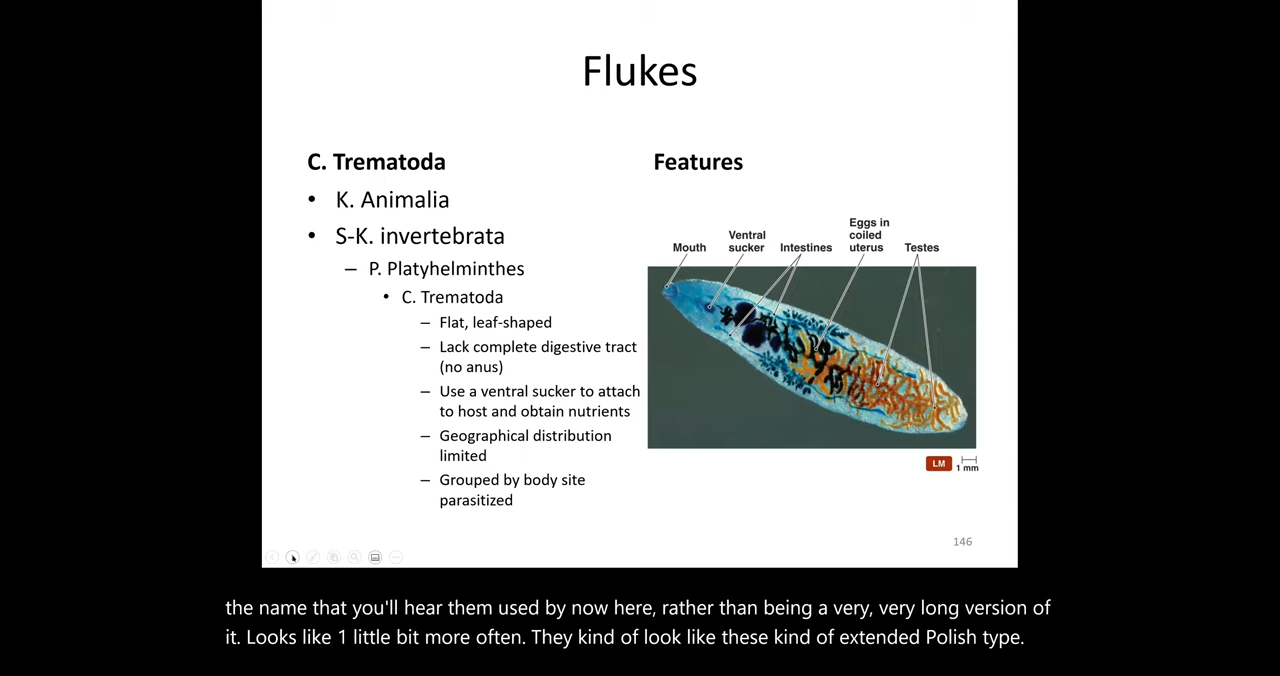 Flukes
C. Trematoda
• K. Animalia
• S-K. invertebrata
– P. Platyhelminthes
• C. Trematoda
– Flat, leaf-shaped
– Lack complete digestive tract
(no anus)
– Use a ventral sucker to attach
to host and obtain nutrients
– Geographical distribution
limited
– Grouped by body site
parasitized
Features
Mouth
Ventral
sucker
Intestines
Eggs in
coiled
uterus
Testes
LM
1 mm
146
the name that you'll hear them used by now here, rather than being a very, very long version of
it. Looks like 1 little bit more often. They kind of look like these kind of extended Polish type.